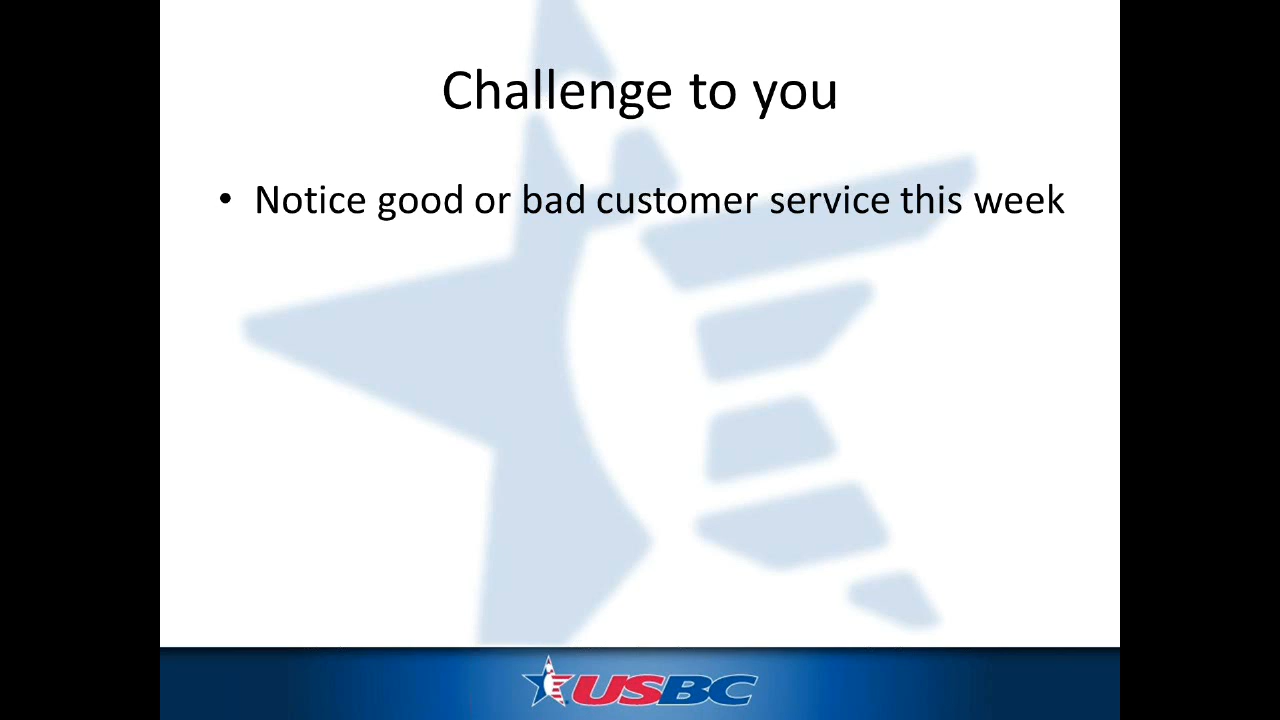 Challenge to you
• Notice good or bad customer service this week
USBC